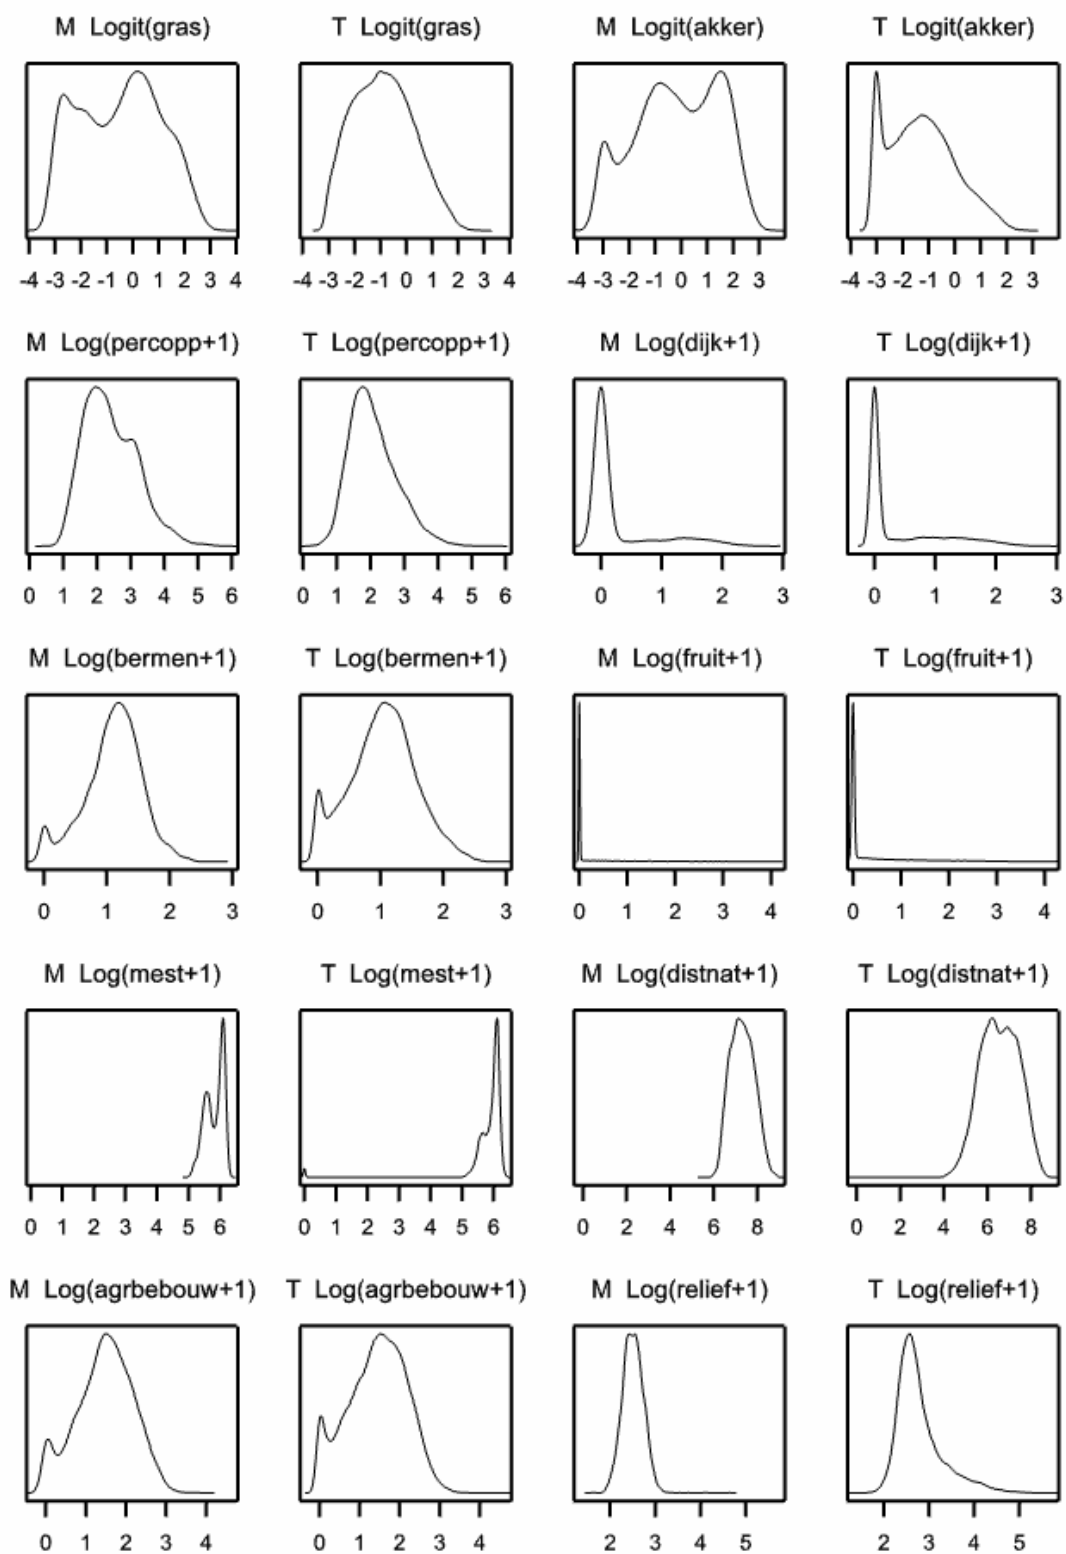 M Logit(gras) T Logit(gras) M Logit(akker) T Logit(akker)
-4 -3 -2 -1 0 1 2 3 4 -4 -3 -2 -1 0 1 2 3 4 -4 -3 -2 -1 0 1 2 3 -4 -3 -2 -1 0 1 2 3
M Log(percopp+1) T Log(percopp+1) M Log(dijk+1) T Log(dijk+1)
0 1 2 3 4 5 6 0 1 2 3 4 5 6 0 1 2 3 0 1 2 3
M Log(bermen+1) T Log(bermen+1) M Log(fruit+1) T Log(fruit+1)
0 1 2 3 0 1 2 3 0 1 2 3 4 0 1 2 3 4
M Log(mest+1) T Log(mest+1) M Log(distnat+1) T Log(distnat+1)
0 1 2 3 4 5 6 0 1 2 3 4 5 6 0 2 4 6 8 0 2 4 6 8
M Log(agrbebouw+1) T Log(agrbebouw+1) M Log(relief+1) T Log(relief+1)
0 1 2 3 4 0 1 2 3 4 2 3 4 5 2 3 4 5